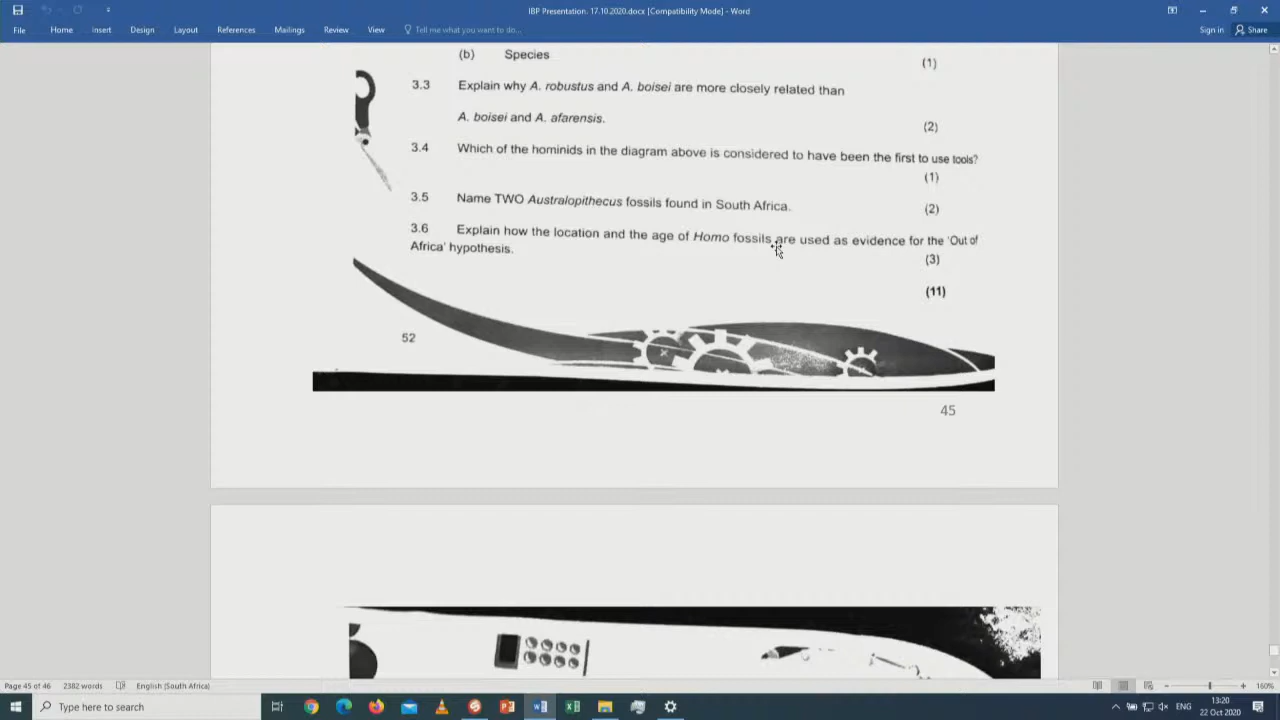 IBP Presentation. 17.10.2020.docx [Compatibility Mode] - Word
File Home Insert Design Layout References Mailings Review View Tell me what you want to do... Sign in Share
(b) Species (1)
3.3 Explain why A. robustus and A. boisei are more closely related than
A. boisei and A. afarensis. (2)
3.4 Which of the hominids in the diagram above is considered to have been the first to use tools?
(1)
3.5 Name TWO Australopithecus fossils found in South Africa. (2)
3.6 Explain how the location and the age of Homo fossils are used as evidence for the 'Out of
Africa' hypothesis.
(3)
(11)
52
45
Page 45 of 46 2382 words English (South Africa) 160%
Type here to search ENG 13:20
22 Oct 2020